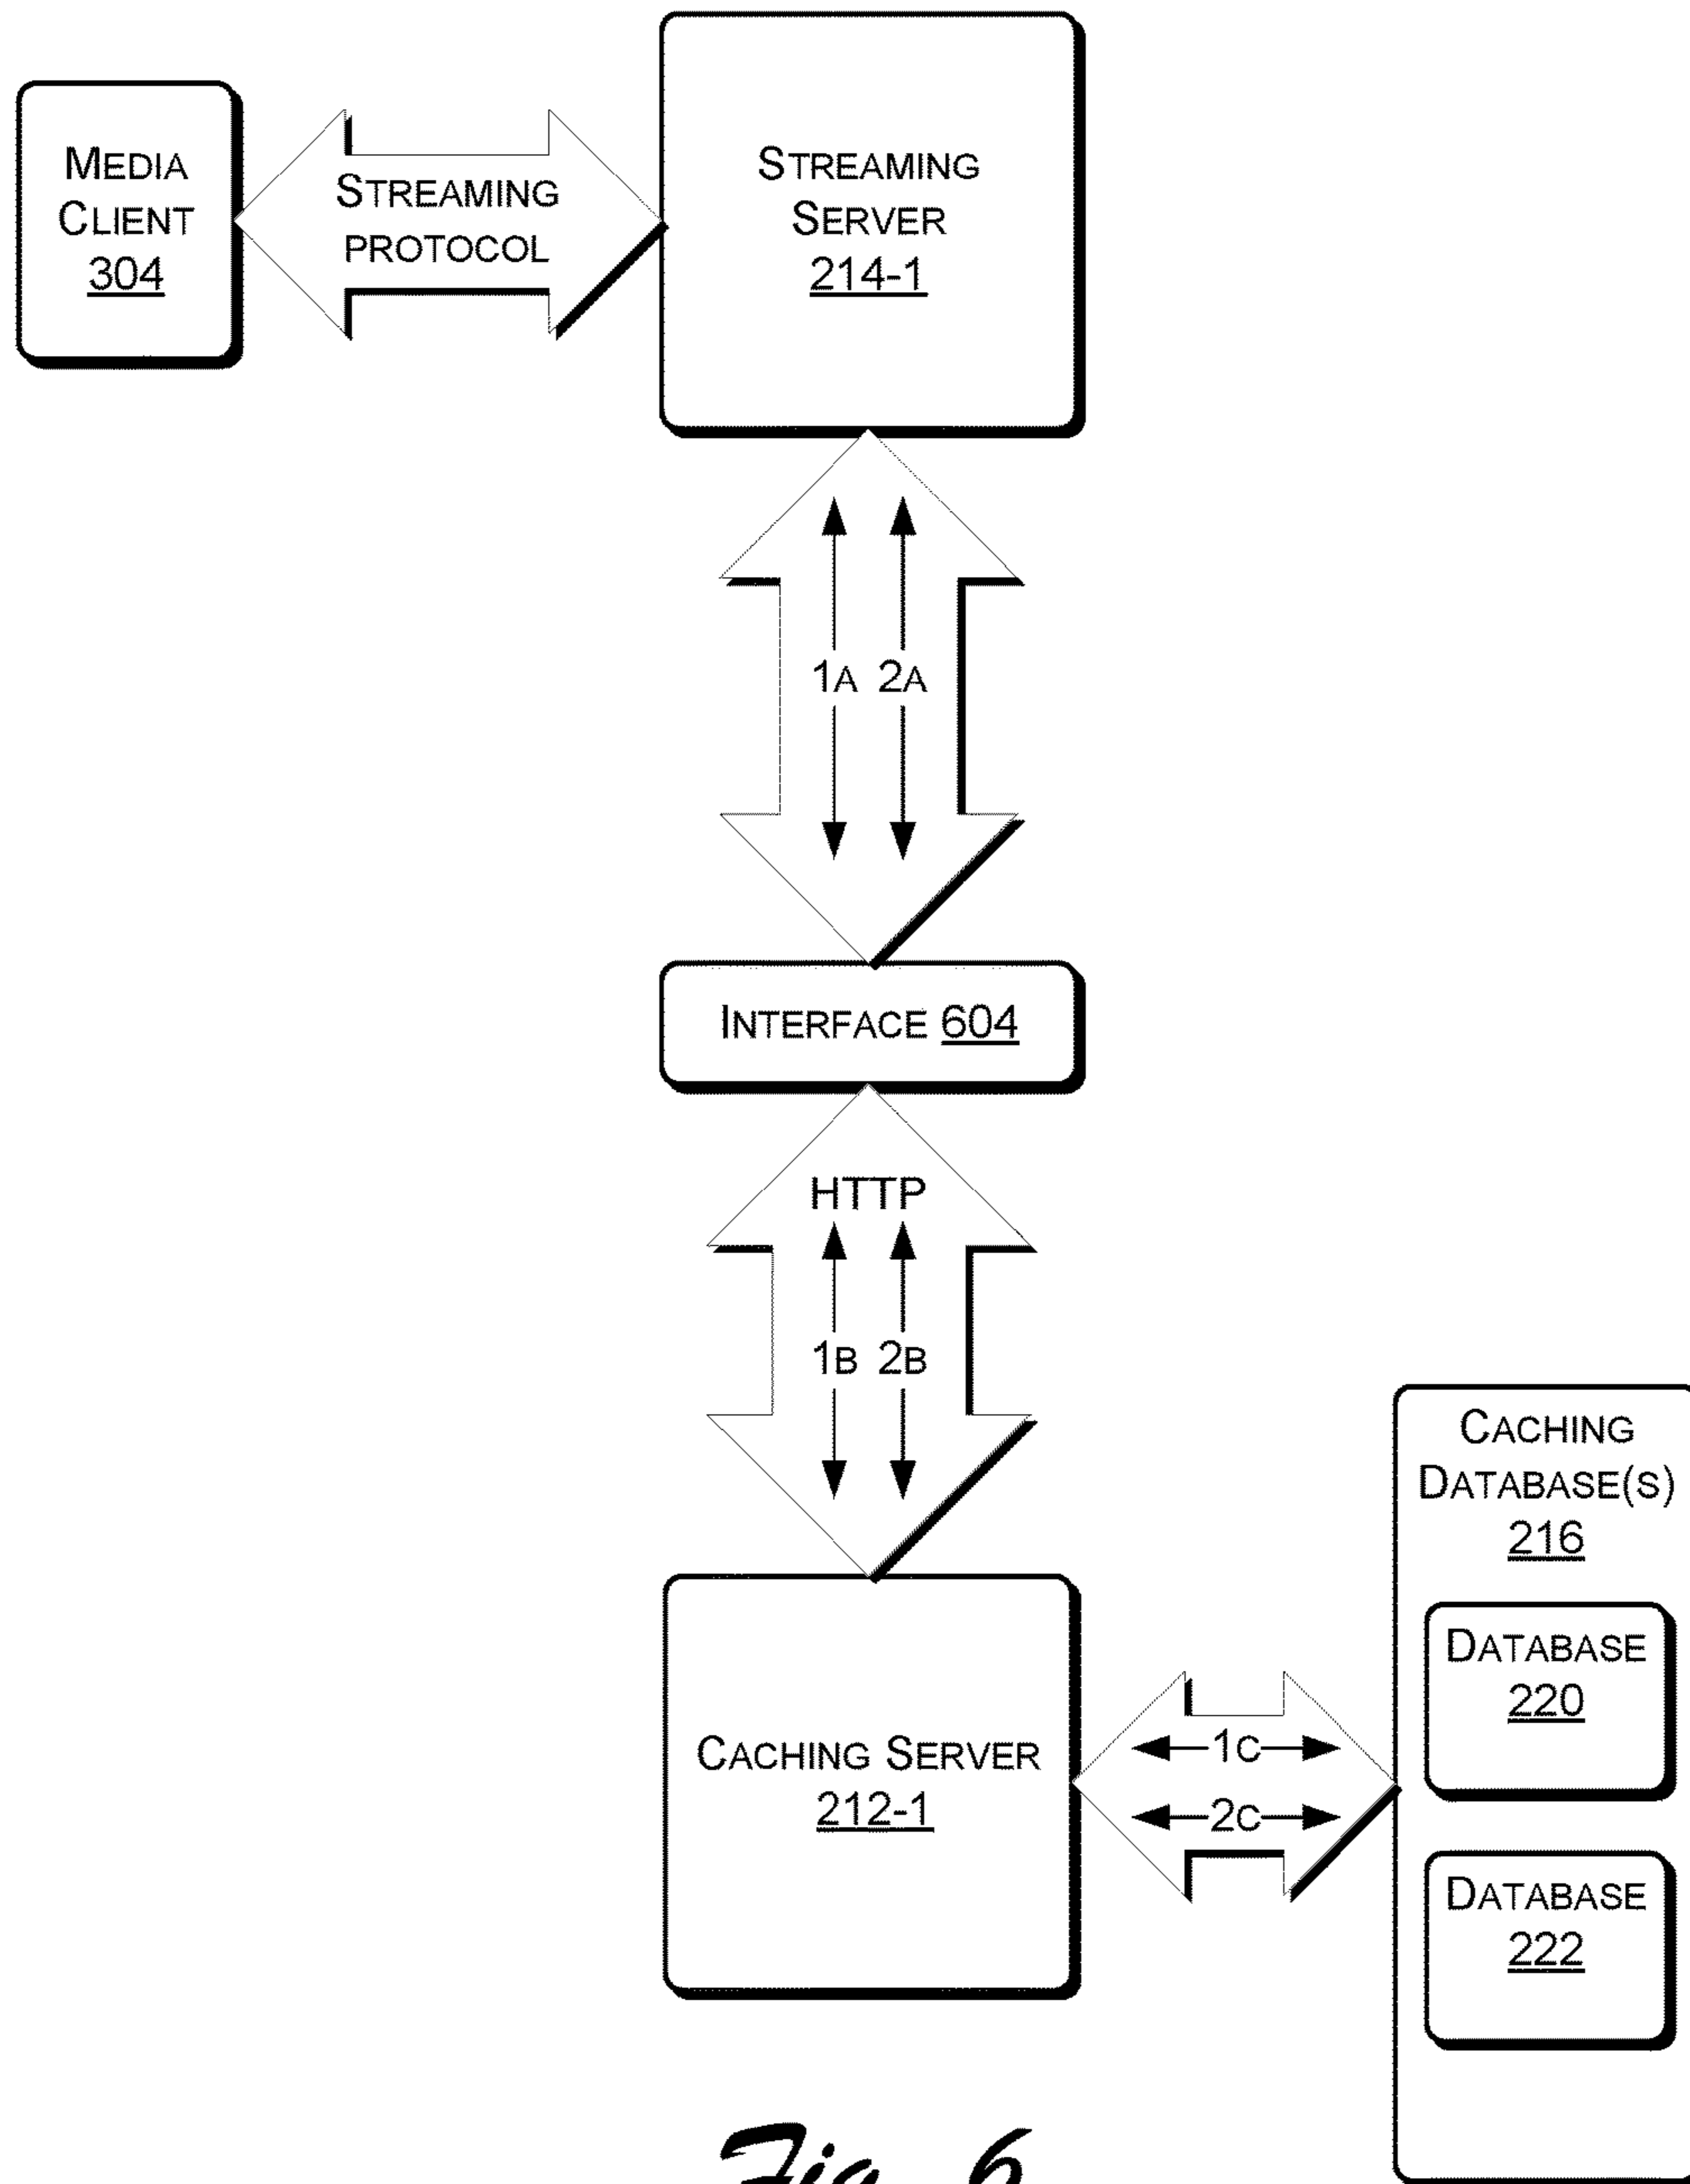 MEDIA
CLIENT
304
STREAMING
PROTOCOL
STREAMING
SERVER
214-1
1A 2A
INTERFACE 604
HTTP
1B 2B
CACHING SERVER
212-1
1C
2C
CACHING
DATABASE(S)
216
DATABASE
220
DATABASE
222
Fig. 6